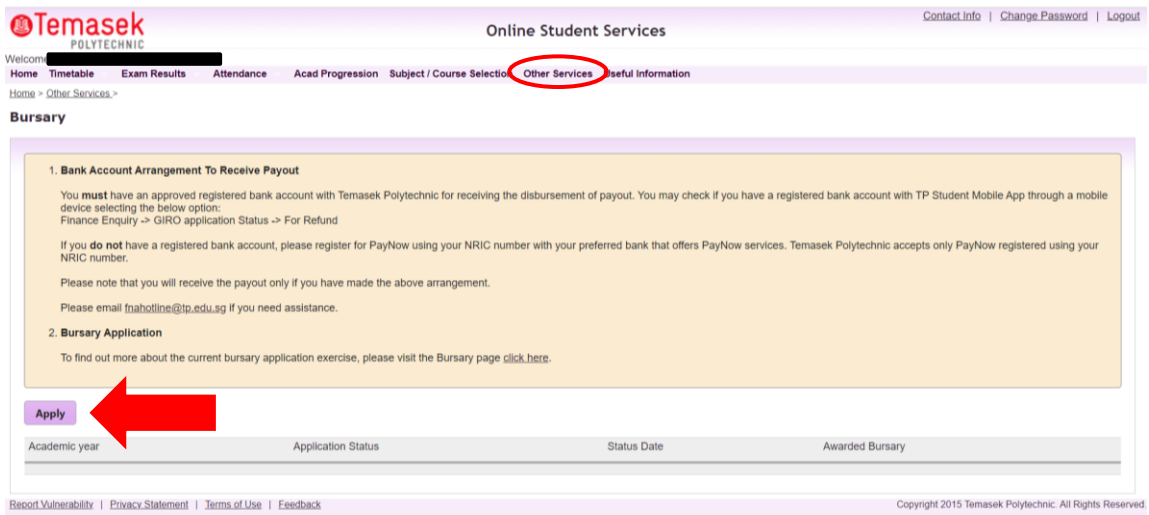 Contact Info | Change Password | Logout
Temasek
POLYTECHNIC
Online Student Services
Welcome
Home Timetable Exam Results Attendance Acad Progression Subject / Course Selection Other Services Useful Information
Home > Other Services >
Bursary
1. Bank Account Arrangement To Receive Payout
You must have an approved registered bank account with Temasek Polytechnic for receiving the disbursement of payout. You may check if you have a registered bank account with TP Student Mobile App through a mobile
device selecting the below option:
Finance Enquiry -> GIRO application Status -> For Refund
If you do not have a registered bank account, please register for PayNow using your NRIC number with your preferred bank that offers PayNow services. Temasek Polytechnic accepts only PayNow registered using your
NRIC number.
Please note that you will receive the payout only if you have made the above arrangement.
Please email fnahotline@tp.edu.sg if you need assistance.
2. Bursary Application
To find out more about the current bursary application exercise, please visit the Bursary page click here.
Apply
Academic year Application Status Status Date Awarded Bursary
Report Vulnerability | Privacy Statement | Terms of Use | Feedback
Copyright 2015 Temasek Polytechnic. All Rights Reserved.